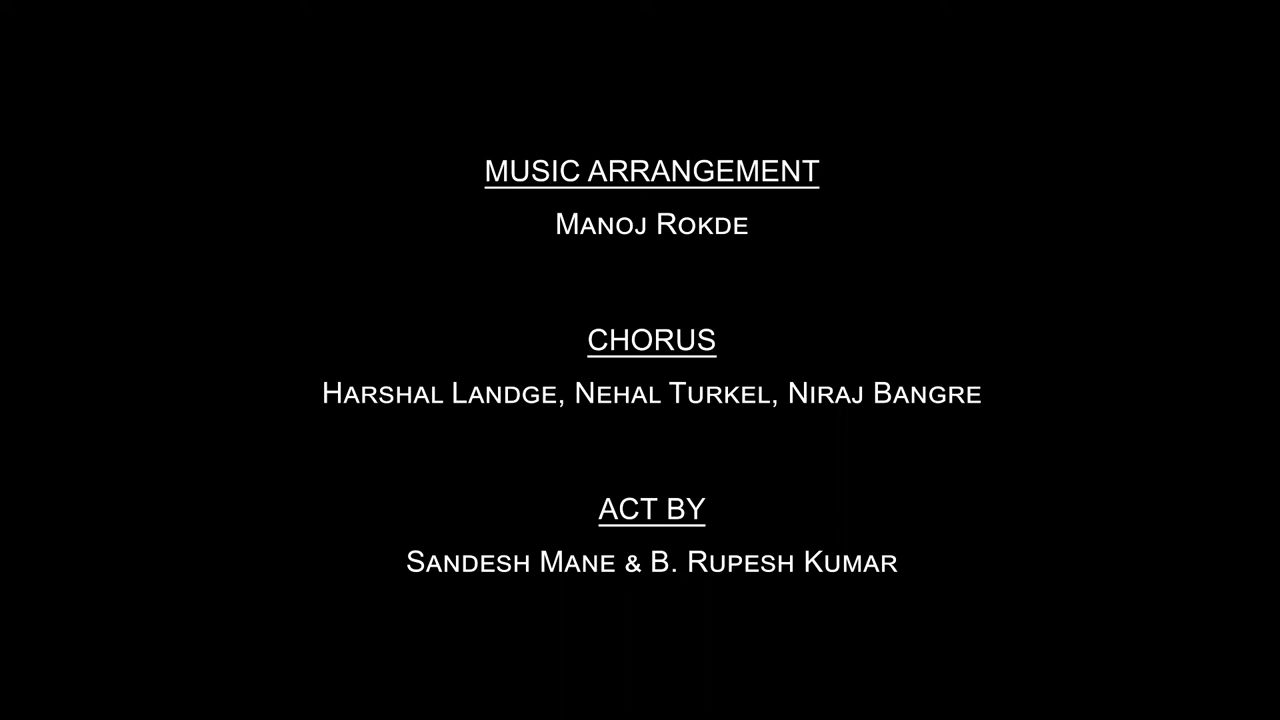 MUSIC ARRANGEMENT
Manoj Rokde
CHORUS
Harshal Landge, Nehal Turkel, Niraj Bangre
ACT BY
Sandesh Mane & B. Rupesh Kumar